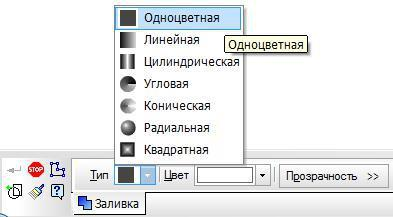 Одноцветная
Линейная
Одноцветная
Цилиндрическая
Угловая
Коническая
Радиальная
Квадратная
STOP
Тип Цвет Прозрачность >>
Заливка